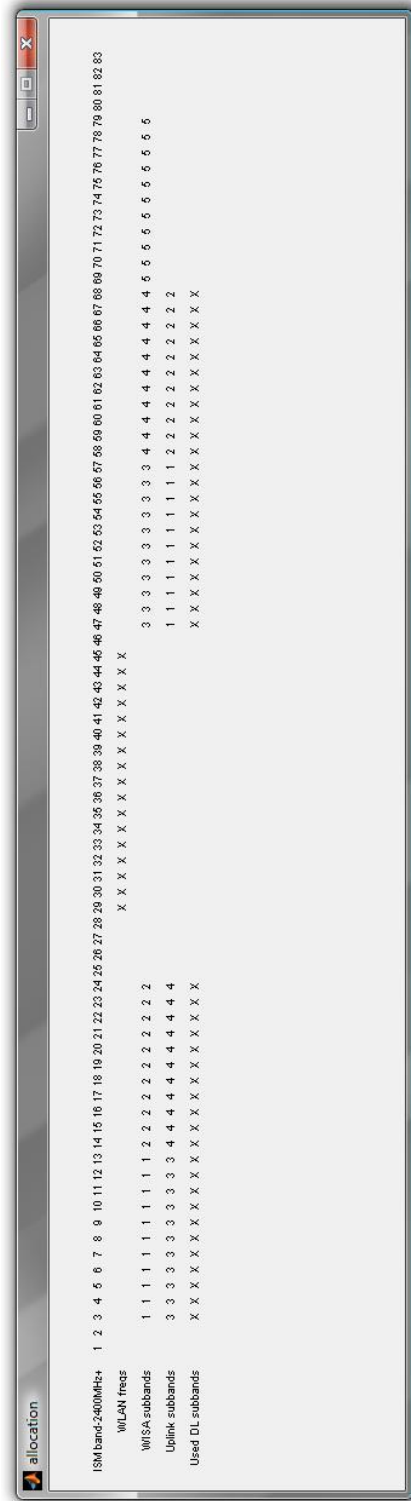 allocation
ISM band-2400MHz+ 1 2 3 4 5 6 7 8 9 10 11 12 13 14 15 16 17 18 19 20 21 22 23 24 25 26 27 28 29 30 31 32 33 34 35 36 37 38 39 40 41 42 43 44 45 46 47 48 49 50 51 52 53 54 55 56 57 58 59 60 61 62 63 64 65 66 67 68 69 70 71 72 73 74 75 76 77 78 79 80 81 82 83
WLAN freqs X X X X X X X X X X X X X X X X X
WISA subbands 1 1 1 1 1 1 1 1 1 1 1 2 2 2 2 2 2 2 2 2 2 2 3 3 3 3 3 3 3 3 3 3 3 4 4 4 4 4 4 4 4 4 4 4 5 5 5 5 5 5 5 5 5 5 5
Uplink subbands 3 3 3 3 3 3 3 3 3 3 3 4 4 4 4 4 4 4 4 4 4 4 1 1 1 1 1 1 1 1 1 1 1 2 2 2 2 2 2 2 2 2 2 2
Used DL subbands X X X X X X X X X X X X X X X X X X X X X X X X X X X X X X X X X X X X X X X X X X X X